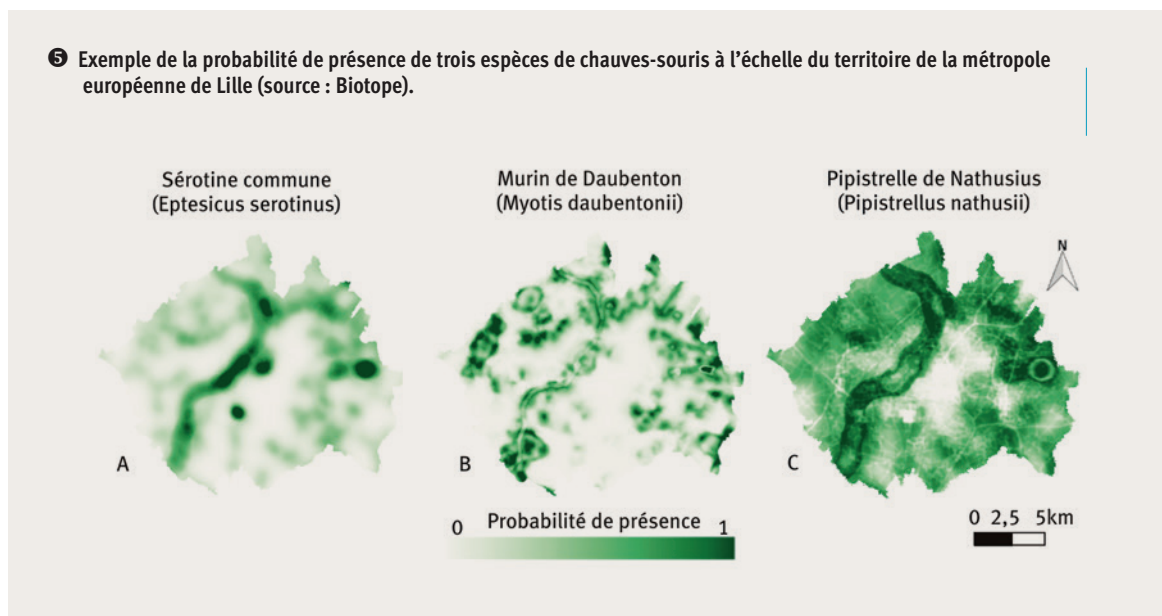 ❺ Exemple de la probabilité de présence de trois espèces de chauves-souris à l’échelle du territoire de la métropole
européenne de Lille (source : Biotope).
Sérotine commune
(Eptesicus serotinus)
Murin de Daubenton
(Myotis daubentonii)
Pipistrelle de Nathusius
(Pipistrellus nathusii)
N
A
B
C
0 Probabilité de présence 1
0 2,5 5km